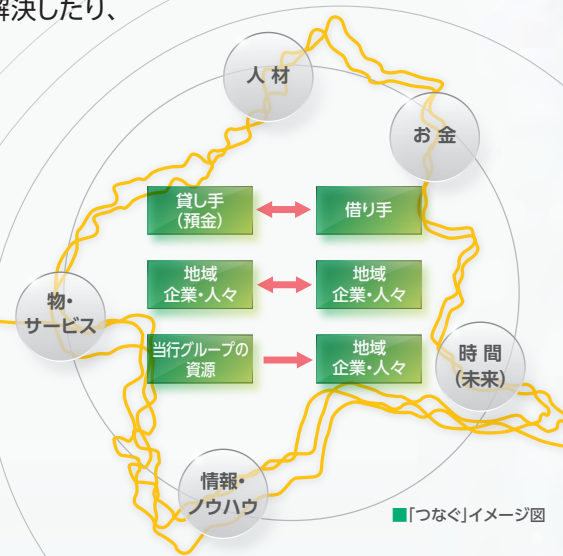 解決したり、
人 材
お 金
貸し手
(預金)
借り手
地域
企業・人々
地域
企業・人々
物・
サービス
当行グループの
資源
地域
企業・人々
時 間
(未来)
情報・
ノウハウ
■「つなぐ」イメージ図